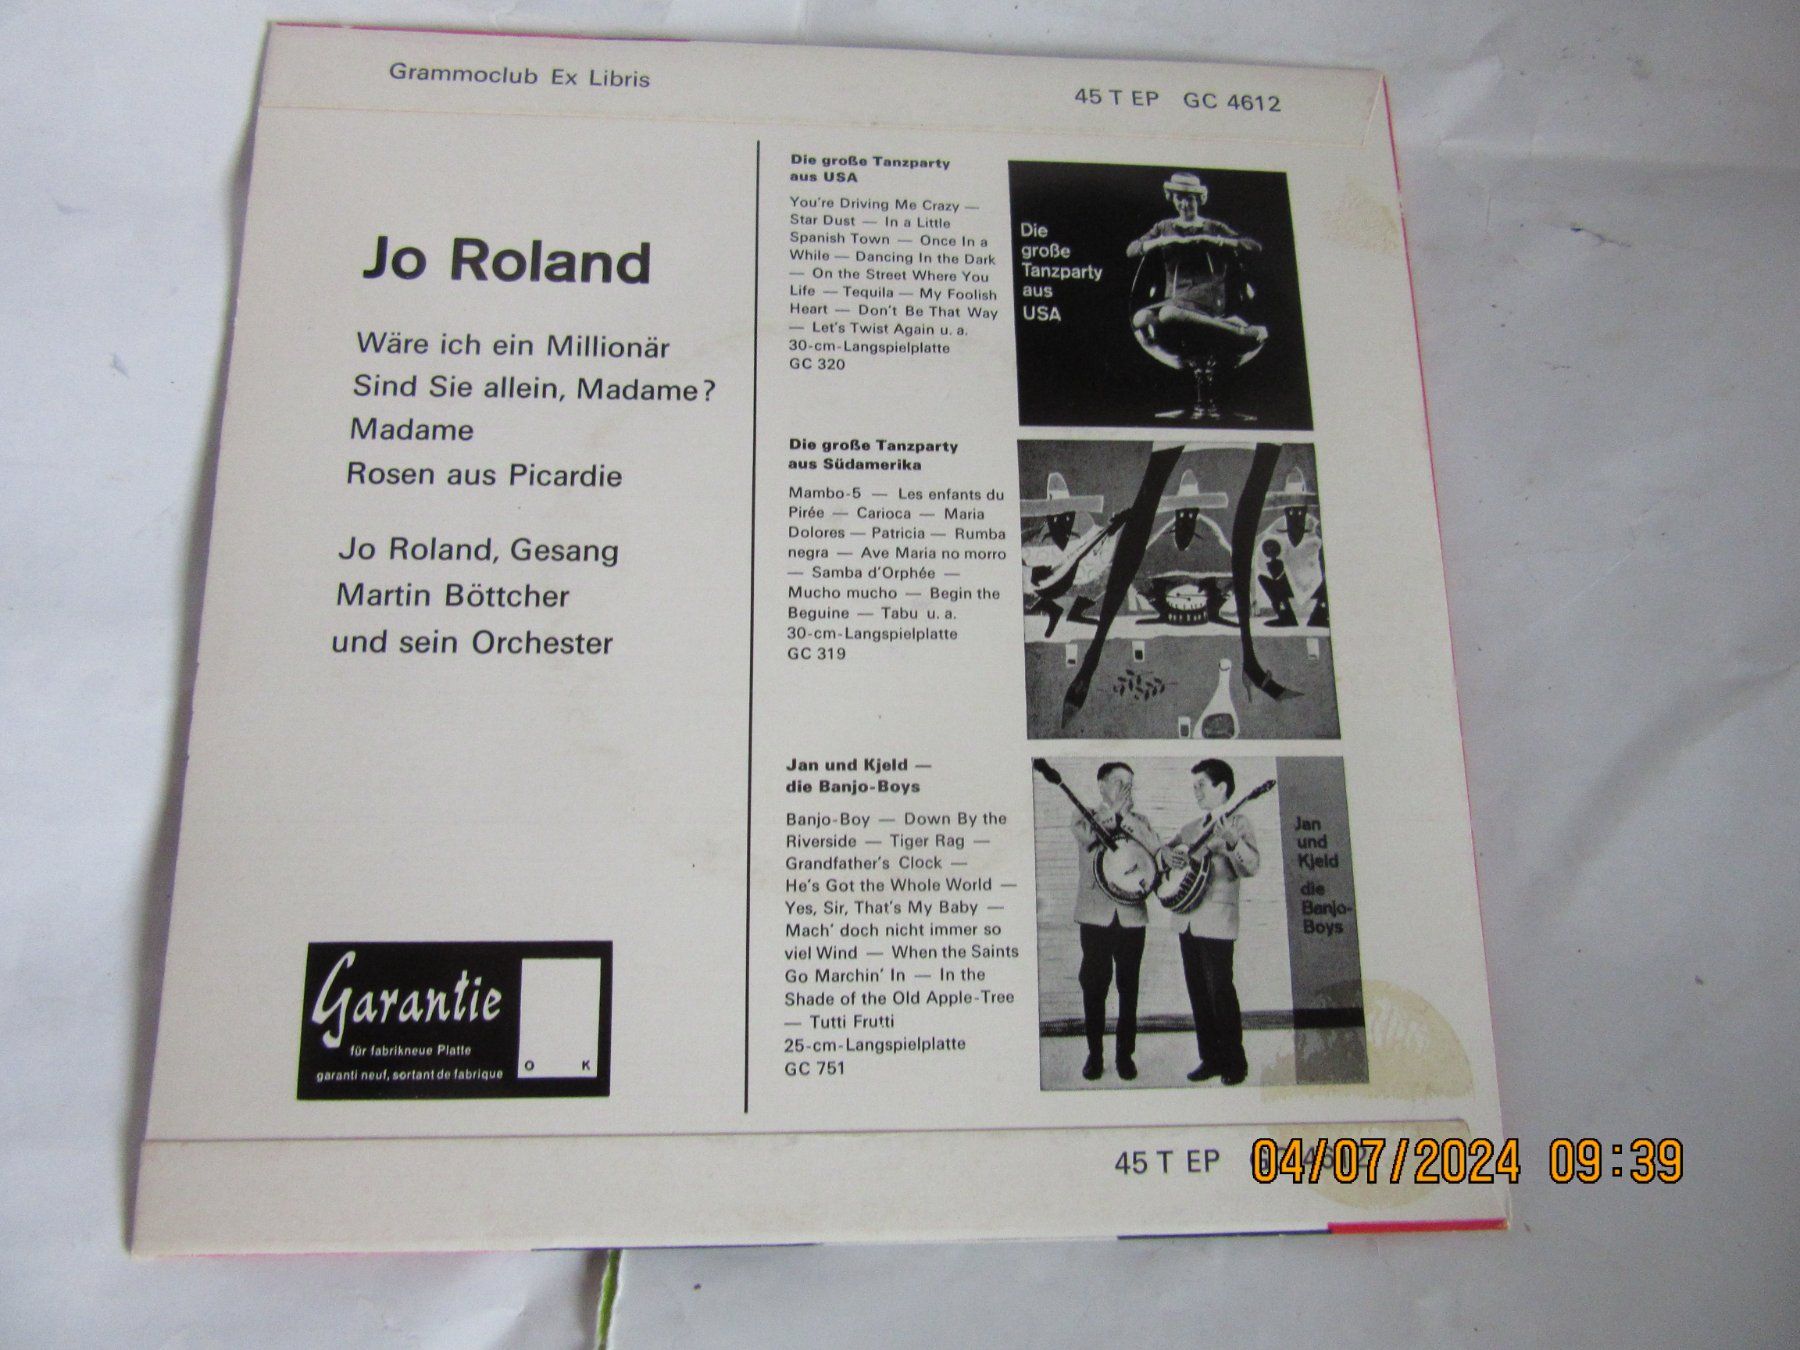 Grammoclub Ex Libris
45 T EP GC 4612
Jo Roland
Wäre ich ein Millionär
Sind Sie allein, Madame?
Madame
Rosen aus Picardie
Jo Roland, Gesang
Martin Böttcher
und sein Orchester
Garantie
für fabrikneue Platte
garanti neuf, sortant de fabrique
O K
Die große Tanzparty
aus USA
You're Driving Me Crazy —
Star Dust — In a Little
Spanish Town — Once In a
While — Dancing In the Dark
— On the Street Where You
Life — Tequila — My Foolish
Heart — Don't Be That Way
— Let's Twist Again u. a.
30-cm-Langspielplatte
GC 320
Die
große
Tanzparty
aus
USA
Die große Tanzparty
aus Südamerika
Mambo-5 — Les enfants du
Pirée — Carioca — Maria
Dolores — Patricia — Rumba
negra — Ave Maria no morro
— Samba d'Orphée —
Mucho mucho — Begin the
Beguine — Tabu u. a.
30-cm-Langspielplatte
GC 319
Jan und Kjeld —
die Banjo-Boys
Banjo-Boy — Down By the
Riverside — Tiger Rag —
Grandfather's Clock —
He's Got the Whole World —
Yes, Sir, That's My Baby —
Mach' doch nicht immer so
viel Wind — When the Saints
Go Marchin' In — In the
Shade of the Old Apple-Tree
— Tutti Frutti
25-cm-Langspielplatte
GC 751
Jan
und
Kjeld
die
Banjo-
Boys
45 T EP GC 4612
04/07/2024 09:39